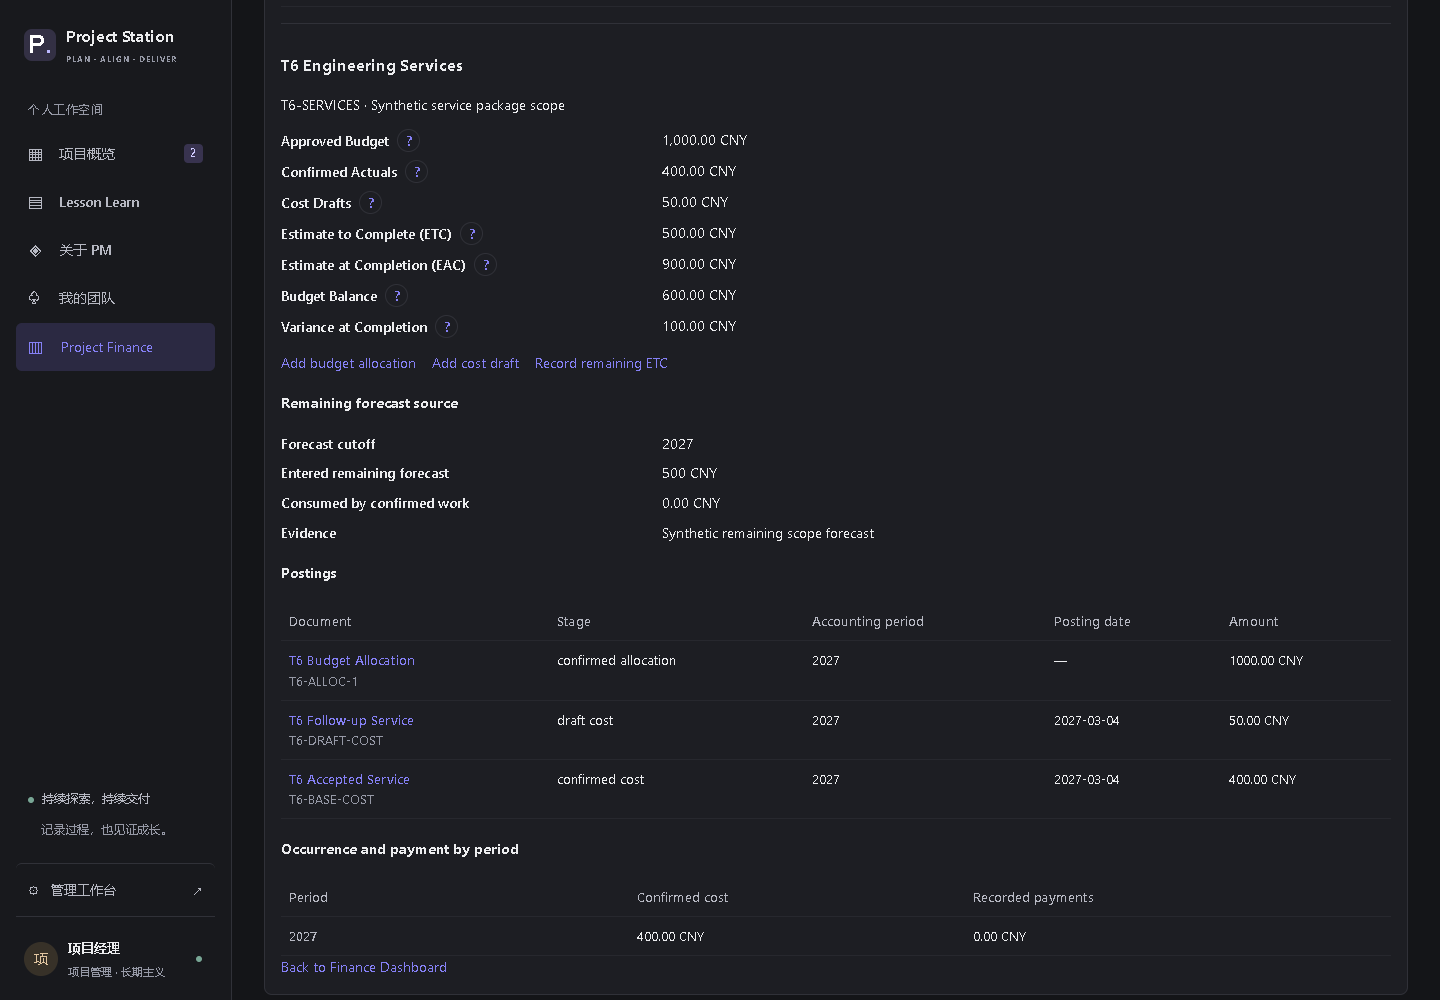 P. Project Station
PLAN · ALIGN · DELIVER
个人工作空间
项目概览 2
Lesson Learn
关于 PM
我的团队
Project Finance
持续探索，持续交付
记录过程，也见证成长。
管理工作台 ↗
项 项目经理
项目管理 · 长期主义
T6 Engineering Services
T6-SERVICES · Synthetic service package scope
Approved Budget ? 1,000.00 CNY
Confirmed Actuals ? 400.00 CNY
Cost Drafts ? 50.00 CNY
Estimate to Complete (ETC) ? 500.00 CNY
Estimate at Completion (EAC) ? 900.00 CNY
Budget Balance ? 600.00 CNY
Variance at Completion ? 100.00 CNY
Add budget allocation Add cost draft Record remaining ETC
Remaining forecast source
Forecast cutoff 2027
Entered remaining forecast 500 CNY
Consumed by confirmed work 0.00 CNY
Evidence Synthetic remaining scope forecast
Postings
Document Stage Accounting period Posting date Amount
T6 Budget Allocation confirmed allocation 2027 — 1000.00 CNY
T6-ALLOC-1
T6 Follow-up Service draft cost 2027 2027-03-04 50.00 CNY
T6-DRAFT-COST
T6 Accepted Service confirmed cost 2027 2027-03-04 400.00 CNY
T6-BASE-COST
Occurrence and payment by period
Period Confirmed cost Recorded payments
2027 400.00 CNY 0.00 CNY
Back to Finance Dashboard